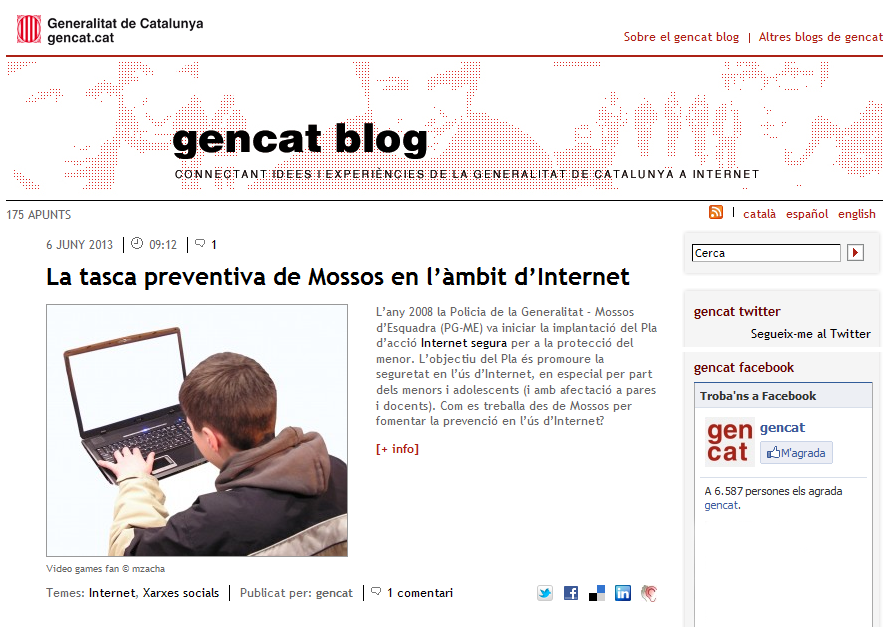 Generalitat de Catalunya
gencat.cat
Sobre el gencat blog | Altres blogs de gencat
gencat blog
CONNECTANT IDEES I EXPERIÈNCIES DE LA GENERALITAT DE CATALUNYA A INTERNET
175 APUNTS
català español english
6 JUNY 2013 | 09:12 | 1
La tasca preventiva de Mossos en l’àmbit d’Internet
L’any 2008 la Policia de la Generalitat - Mossos
d’Esquadra (PG-ME) va iniciar la implantació del Pla
d’acció Internet segura per a la protecció del
menor. L’objectiu del Pla és promoure la
seguretat en l’ús d’Internet, en especial per part
dels menors i adolescents (i amb afectació a pares
i docents). Com es treballa des de Mossos per
fomentar la prevenció en l’ús d’Internet?
[+ info]
Video games fan © mzacha
Temes: Internet, Xarxes socials | Publicat per: gencat | 1 comentari
Cerca
gencat twitter
Segueix-me al Twitter
gencat facebook
Troba'ns a Facebook
gen
cat
gencat
M'agrada
A 6.587 persones els agrada
gencat.